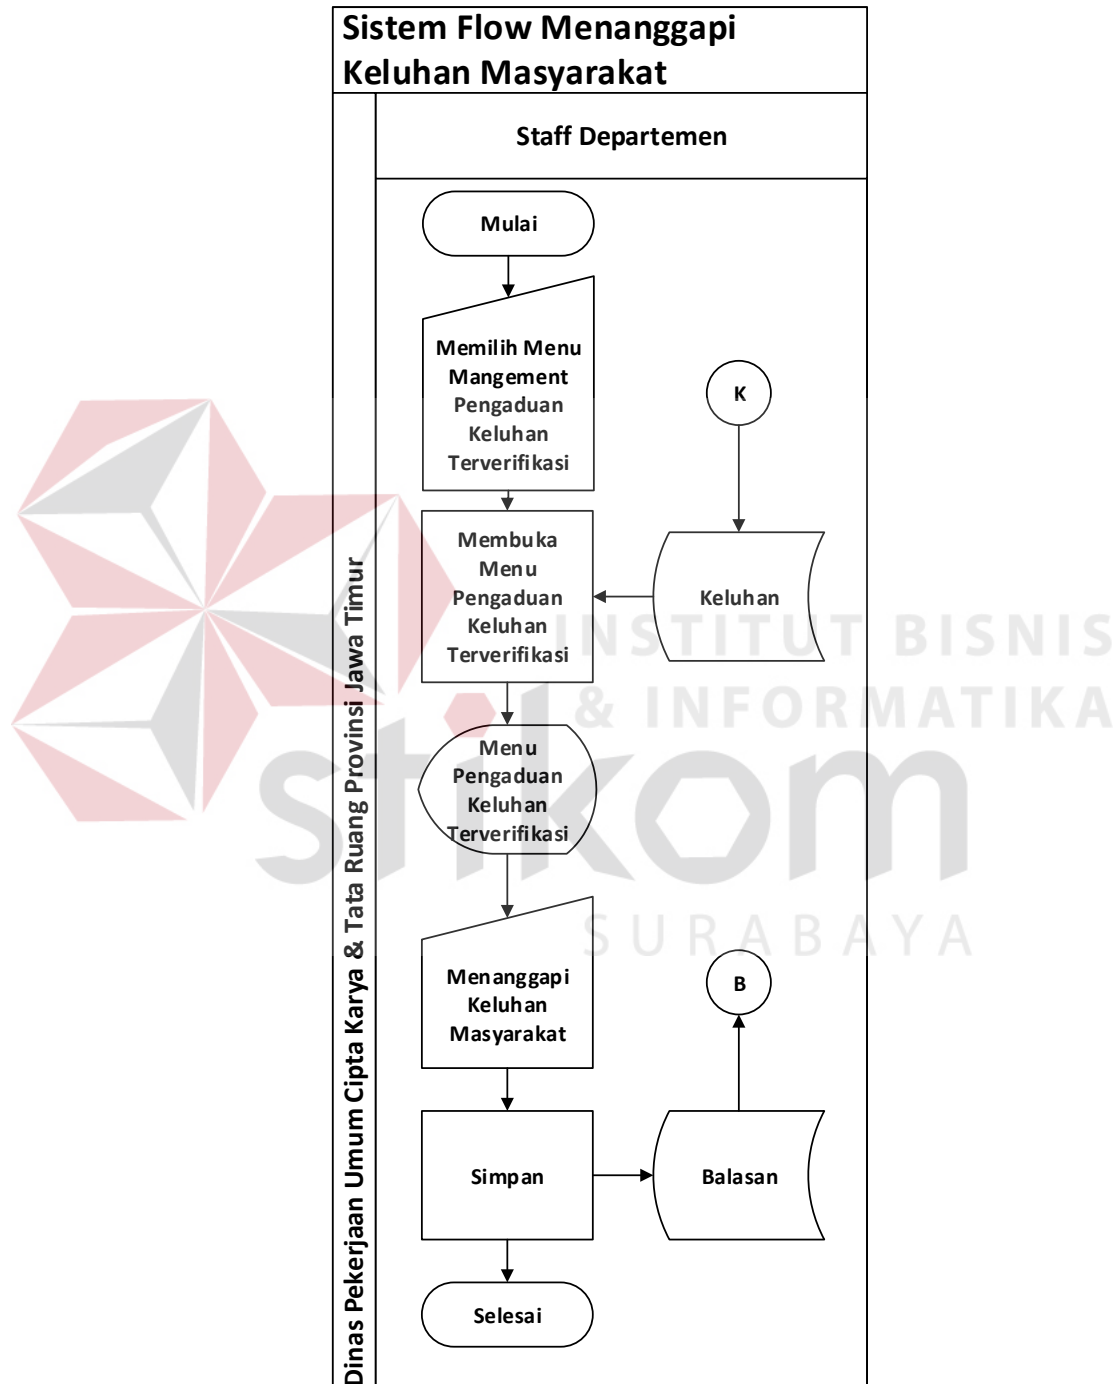 Sistem Flow Menanggapi
Keluhan Masyarakat
Staff Departemen
Dinas Pekerjaan Umum Cipta Karya & Tata Ruang Provinsi Jawa Timur
Mulai
Memilih Menu
Mangement
Pengaduan
Keluhan
Terverifikasi
K
Membuka
Menu
Pengaduan
Keluhan
Terverifikasi
Keluhan
Menu
Pengaduan
Keluhan
Terverifikasi
Menanggapi
Keluhan
Masyarakat
B
Simpan
Balasan
Selesai
INSTITUT BISNIS
& INFORMATIKA
stikom
SURABAYA